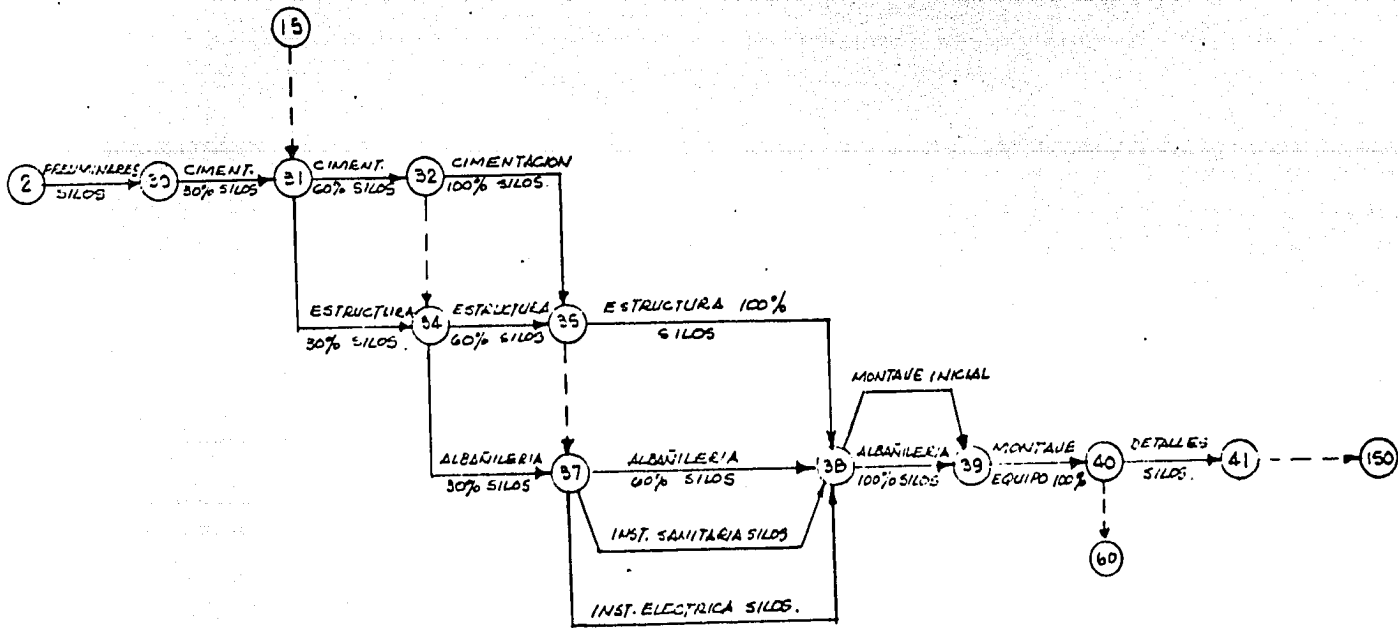 15
PRELIMINARES
SILOS
2
30
CIMENT.
30% SILOS
31
CIMENT.
60% SILOS
32
CIMENTACION
100% SILOS.
ESTRUCTURA
30% SILOS.
34
ESTRUCTURA
60% SILOS
35
ESTRUCTURA 100%
SILOS
MONTAJE INICIAL
ALBAÑILERIA
30% SILOS
37
ALBAÑILERIA
60% SILOS
38
ALBAÑILERIA
100% SILOS
39
MONTAJE
EQUIPO 100%
40
DETALLES
SILOS.
41
150
INST. SANITARIA SILOS
60
INST. ELECTRICA SILOS.